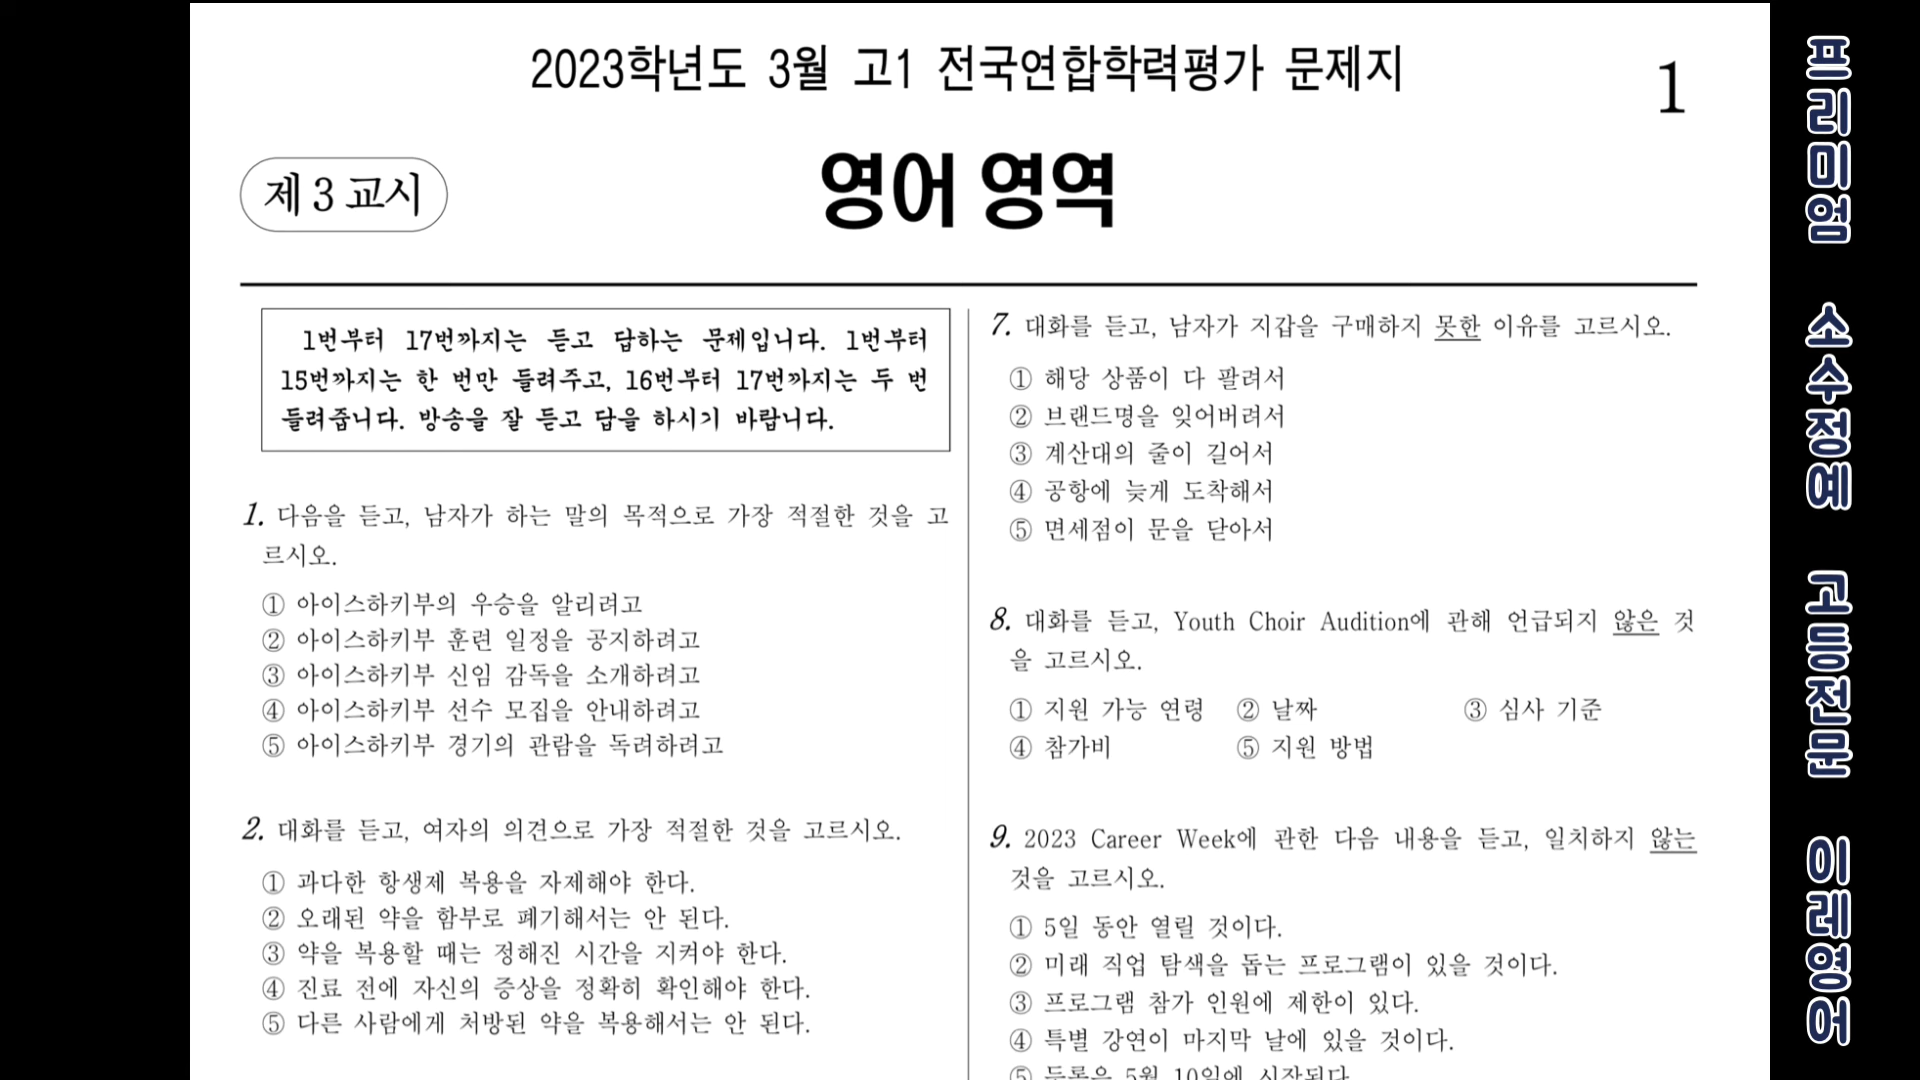 2023학년도 3월 고1 전국연합학력평가 문제지
1
제 3 교시
영어 영역
1번부터 17번까지는 듣고 답하는 문제입니다. 1번부터
15번까지는 한 번만 들려주고, 16번부터 17번까지는 두 번
들려줍니다. 방송을 잘 듣고 답을 하시기 바랍니다.
1. 다음을 듣고, 남자가 하는 말의 목적으로 가장 적절한 것을 고
르시오.
① 아이스하키부의 우승을 알리려고
② 아이스하키부 훈련 일정을 공지하려고
③ 아이스하키부 신임 감독을 소개하려고
④ 아이스하키부 선수 모집을 안내하려고
⑤ 아이스하키부 경기의 관람을 독려하려고
2. 대화를 듣고, 여자의 의견으로 가장 적절한 것을 고르시오.
① 과다한 항생제 복용을 자제해야 한다.
② 오래된 약을 함부로 폐기해서는 안 된다.
③ 약을 복용할 때는 정해진 시간을 지켜야 한다.
④ 진료 전에 자신의 증상을 정확히 확인해야 한다.
⑤ 다른 사람에게 처방된 약을 복용해서는 안 된다.
7. 대화를 듣고, 남자가 지갑을 구매하지 못한 이유를 고르시오.
① 해당 상품이 다 팔려서
② 브랜드명을 잊어버려서
③ 계산대의 줄이 길어서
④ 공항에 늦게 도착해서
⑤ 면세점이 문을 닫아서
8. 대화를 듣고, Youth Choir Audition에 관해 언급되지 않은 것
을 고르시오.
① 지원 가능 연령 ② 날짜 ③ 심사 기준
④ 참가비 ⑤ 지원 방법
9. 2023 Career Week에 관한 다음 내용을 듣고, 일치하지 않는
것을 고르시오.
① 5일 동안 열릴 것이다.
② 미래 직업 탐색을 돕는 프로그램이 있을 것이다.
③ 프로그램 참가 인원에 제한이 있다.
④ 특별 강연이 마지막 날에 있을 것이다.
⑤ 등록은 5월 10일에 시작된다.
프리미엄 소수정예 고등전문 이레영어